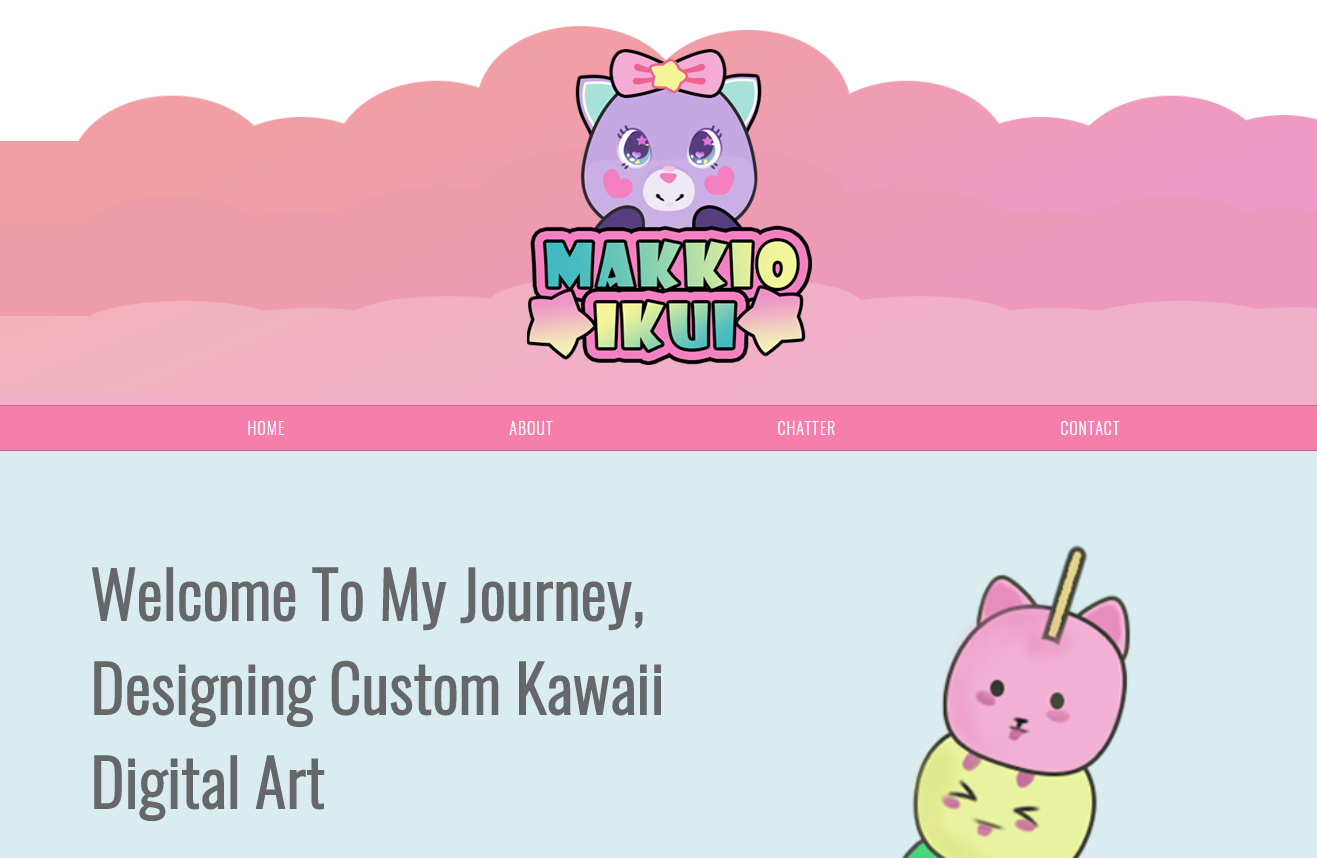 MAKKIO
IKUI
HOME ABOUT CHATTER CONTACT
Welcome To My Journey,
Designing Custom Kawaii
Digital Art